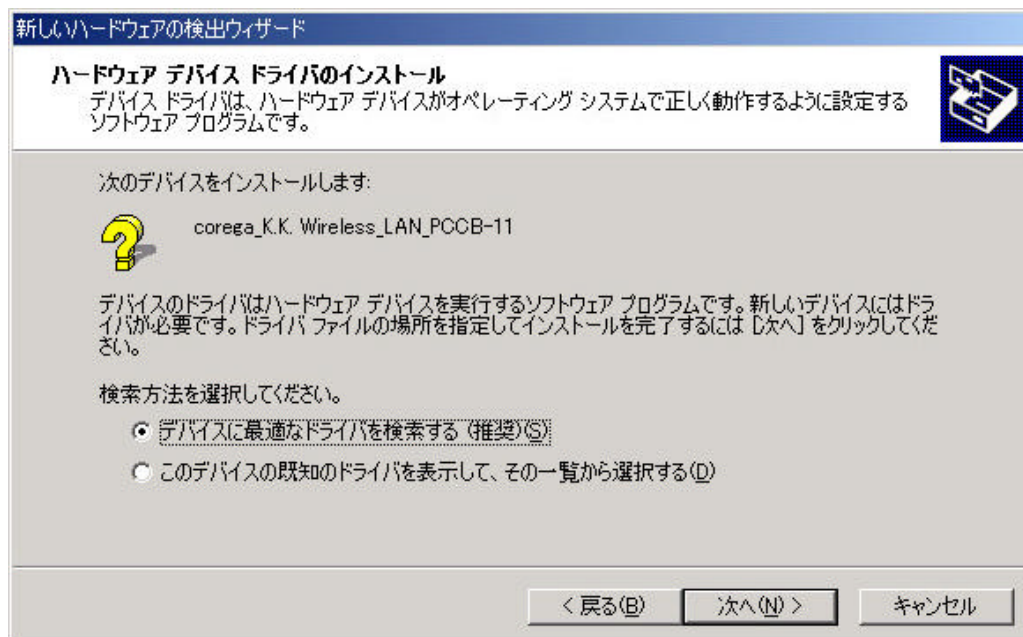 新しいハードウェアの検出ウィザード
ハードウェア デバイス ドライバのインストール
デバイス ドライバは、ハードウェア デバイスがオペレーティング システムで正しく動作するように設定する
ソフトウェア プログラムです。
次のデバイスをインストールします:
corega_K.K. Wireless_LAN_PCCB-11
デバイスのドライバはハードウェア デバイスを実行するソフトウェア プログラムです。新しいデバイスにはドラ
イバが必要です。ドライバ ファイルの場所を指定してインストールを完了するには [次へ] をクリックしてくだ
さい。
検索方法を選択してください。
デバイスに最適なドライバを検索する (推奨)(S)
このデバイスの既知のドライバを表示して、その一覧から選択する(D)
< 戻る(B) 次へ(N) > キャンセル